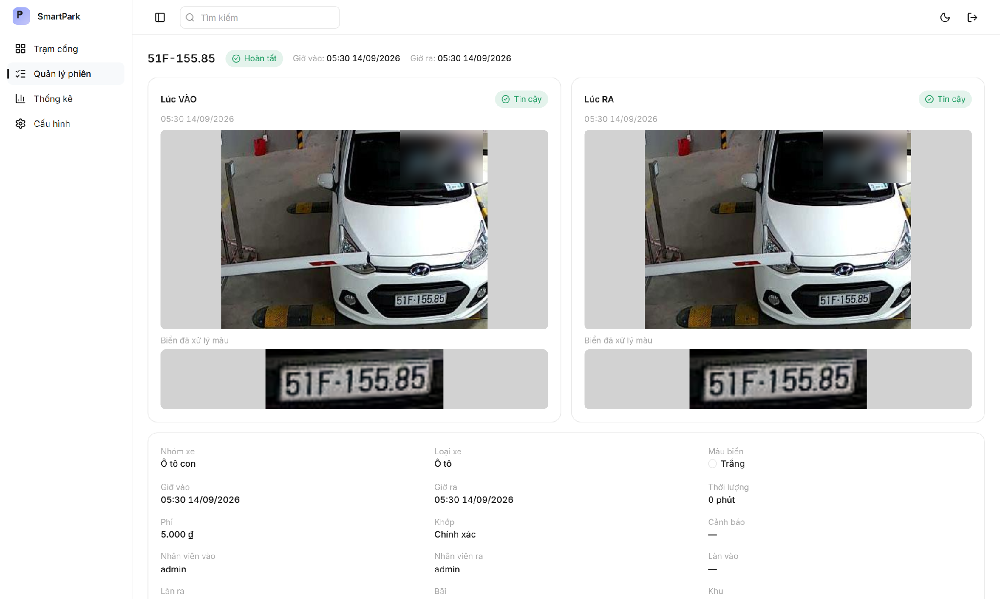 P SmartPark
Tìm kiếm
Trạm cổng
Quản lý phiên
Thống kê
Cấu hình
51F-155.85 Hoàn tất Giờ vào: 05:30 14/09/2026 Giờ ra: 05:30 14/09/2026
Lúc VÀO Tin cậy
05:30 14/09/2026
51F-155.85
Biển đã xử lý màu
51F-155.85
Lúc RA Tin cậy
05:30 14/09/2026
51F-155.85
Biển đã xử lý màu
51F-155.85
Nhóm xe Loại xe Màu biển
Ô tô con Ô tô Trắng
Giờ vào Giờ ra Thời lượng
05:30 14/09/2026 05:30 14/09/2026 0 phút
Phí Khớp Cảnh báo
5.000 ₫ Chính xác —
Nhân viên vào Nhân viên ra Làn vào
admin admin —
Làn ra Bãi Khu